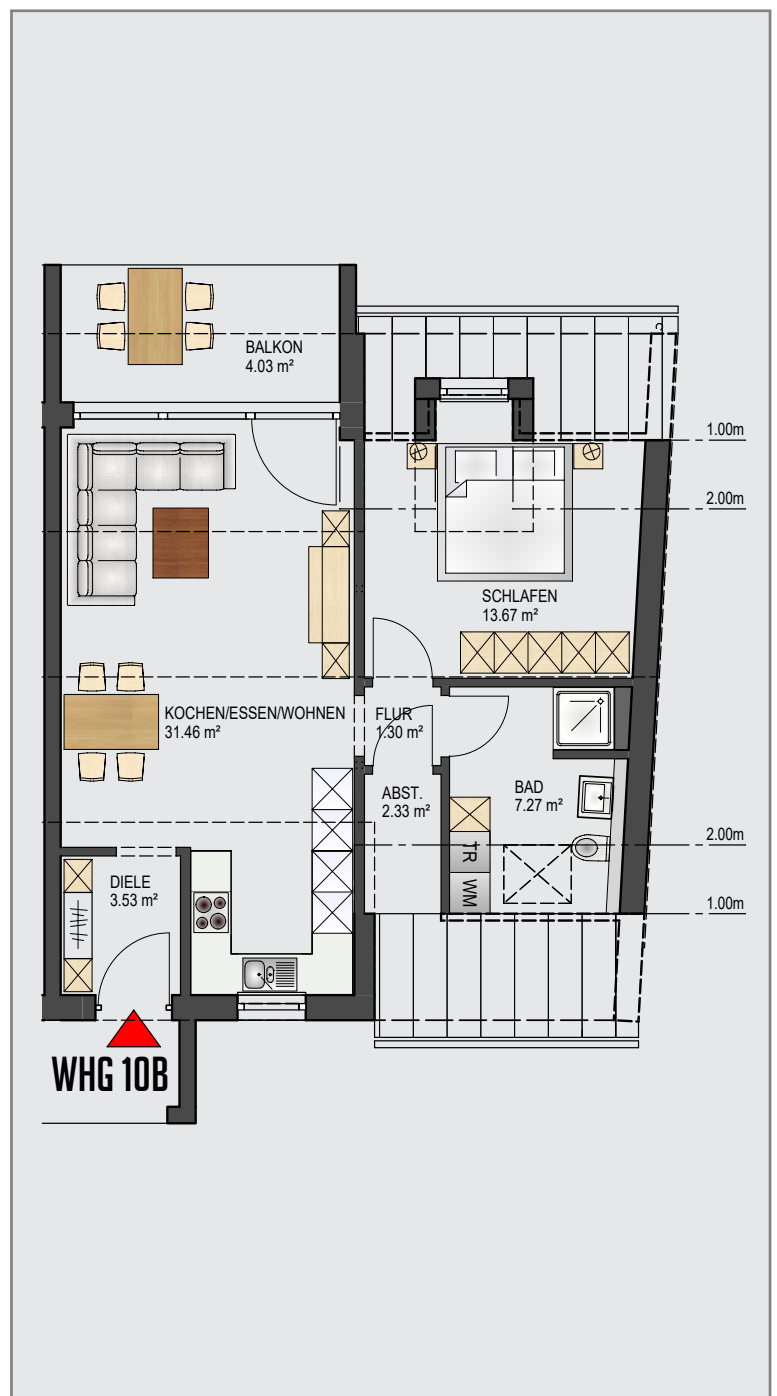 BALKON
4.03 m²
1.00m
2.00m
SCHLAFEN
13.67 m²
KOCHEN/ESSEN/WOHNEN
31.46 m²
FLUR
1.30 m²
ABST.
2.33 m²
BAD
7.27 m²
TR
WM
2.00m
DIELE
3.53 m²
1.00m
WHG 10B